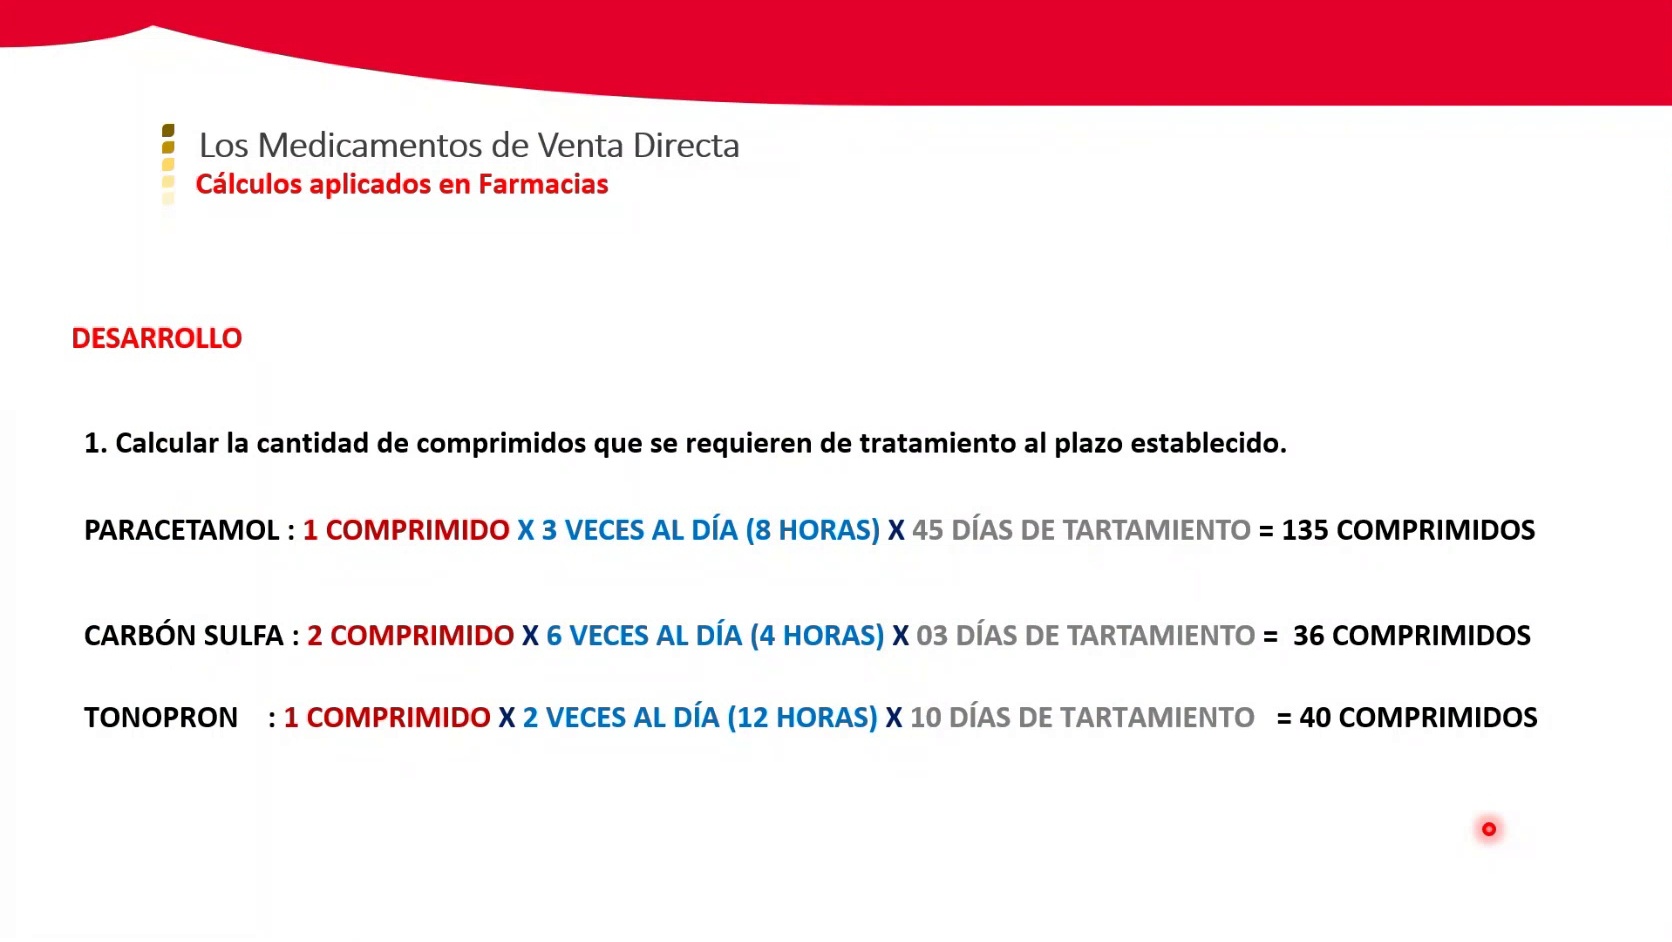 Los Medicamentos de Venta Directa
Cálculos aplicados en Farmacias
DESARROLLO
1. Calcular la cantidad de comprimidos que se requieren de tratamiento al plazo establecido.
PARACETAMOL : 1 COMPRIMIDO X 3 VECES AL DÍA (8 HORAS) X 45 DÍAS DE TARTAMIENTO = 135 COMPRIMIDOS
CARBÓN SULFA : 2 COMPRIMIDO X 6 VECES AL DÍA (4 HORAS) X 03 DÍAS DE TARTAMIENTO = 36 COMPRIMIDOS
TONOPRON : 1 COMPRIMIDO X 2 VECES AL DÍA (12 HORAS) X 10 DÍAS DE TARTAMIENTO = 40 COMPRIMIDOS